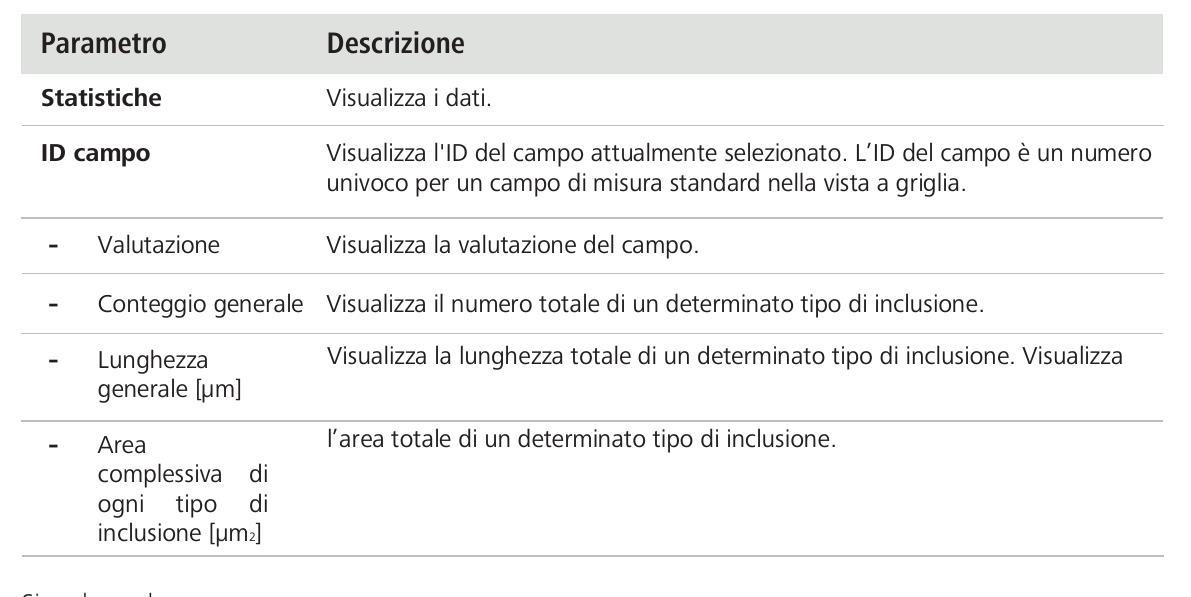 Parametro Descrizione
Statistiche Visualizza i dati.
ID campo Visualizza l'ID del campo attualmente selezionato. L’ID del campo è un numero
univoco per un campo di misura standard nella vista a griglia.
- Valutazione Visualizza la valutazione del campo.
- Conteggio generale Visualizza il numero totale di un determinato tipo di inclusione.
- Lunghezza Visualizza la lunghezza totale di un determinato tipo di inclusione. Visualizza
generale [µm]
- Area l’area totale di un determinato tipo di inclusione.
complessiva di
ogni tipo di
inclusione [µm2]